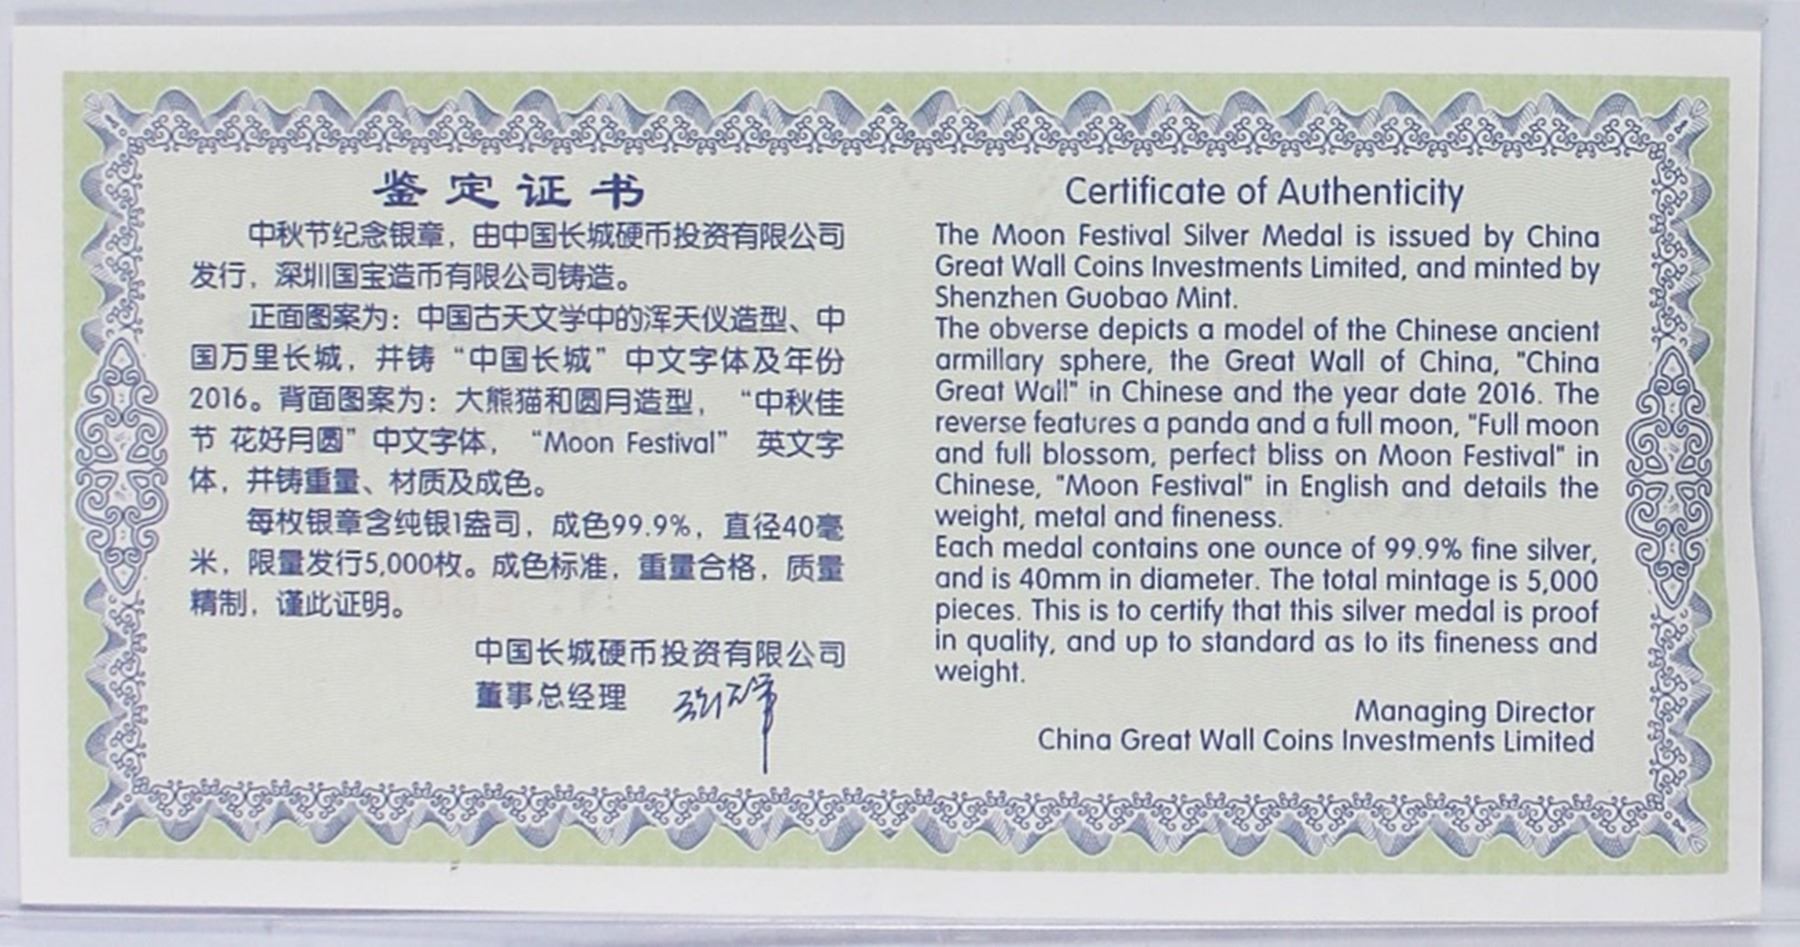 鉴定证书
中秋节纪念银章，由中国长城硬币投资有限公司
发行，深圳国宝造币有限公司铸造。
正面图案为：中国古天文学中的浑天仪造型、中
国万里长城，并铸“中国长城”中文字体及年份
2016。背面图案为：大熊猫和圆月造型，“中秋佳
节 花好月圆”中文字体，“Moon Festival” 英文字
体，并铸重量、材质及成色。
每枚银章含纯银1盎司，成色99.9%，直径40毫
米，限量发行5,000枚。成色标准，重量合格，质量
精制，谨此证明。
中国长城硬币投资有限公司
董事总经理
Certificate of Authenticity
The Moon Festival Silver Medal is issued by China
Great Wall Coins Investments Limited, and minted by
Shenzhen Guobao Mint.
The obverse depicts a model of the Chinese ancient
armillary sphere, the Great Wall of China, "China
Great Wall" in Chinese and the year date 2016. The
reverse features a panda and a full moon, "Full moon
and full blossom, perfect bliss on Moon Festival" in
Chinese, "Moon Festival" in English and details the
weight, metal and fineness.
Each medal contains one ounce of 99.9% fine silver,
and is 40mm in diameter. The total mintage is 5,000
pieces. This is to certify that this silver medal is proof
in quality, and up to standard as to its fineness and
weight.
Managing Director
China Great Wall Coins Investments Limited